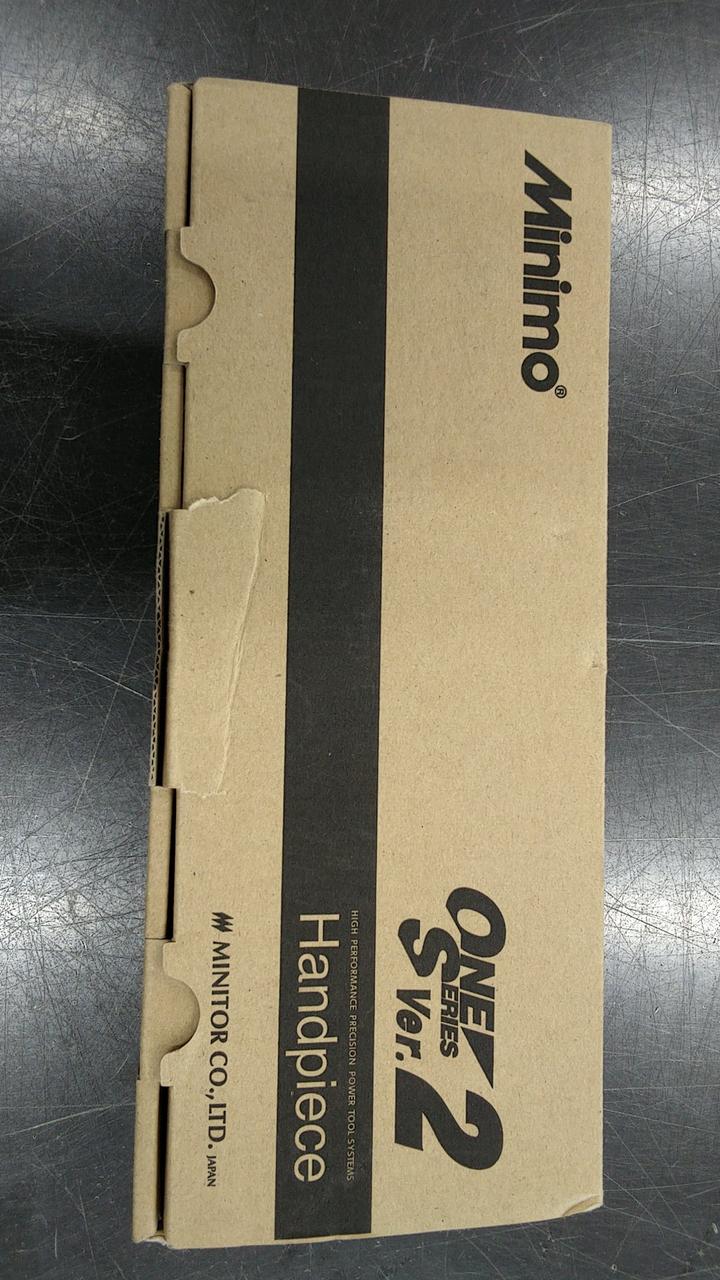 Minimo®
ONE SERIES Ver.2
HIGH PERFORMANCE PRECISION POWER TOOL SYSTEMS
Handpiece
MINITOR CO.,LTD. JAPAN